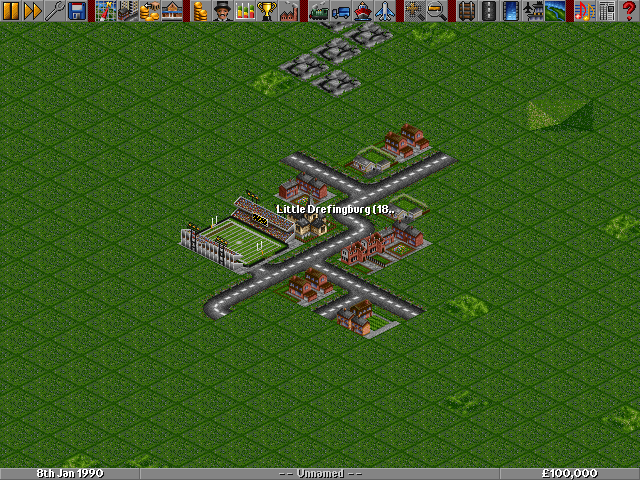 Little Drefingburg (18..
8th Jan 1990
-- Unnamed --
£100,000